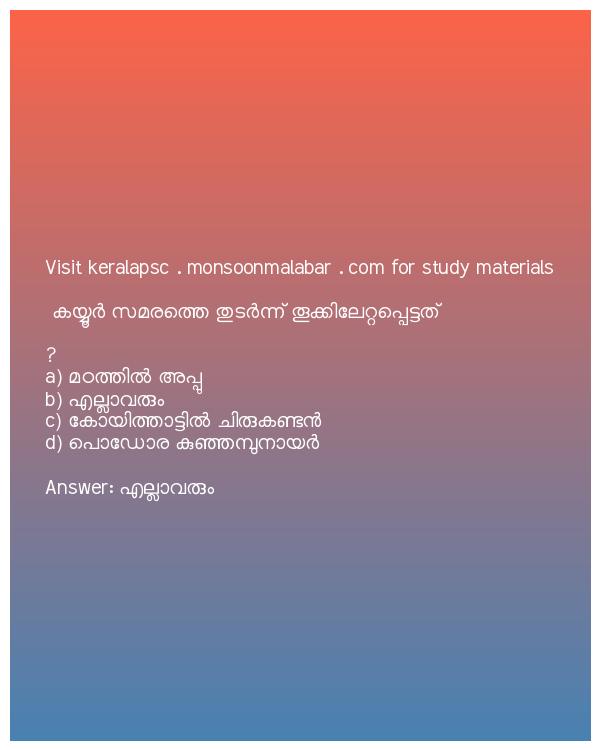 Visit keralapsc . monsoonmalabar . com for study materials
കയ്യൂർ സമരത്തെ തുടർന്ന് തൂക്കിലേറ്റപ്പെട്ടത്
?
a) മഠത്തിൽ അപ്പു
b) എല്ലാവരും
c) കോയിത്താട്ടിൽ ചിരുകണ്ടൻ
d) പൊഡോര കുഞ്ഞമ്പുനായർ
Answer: എല്ലാവരും